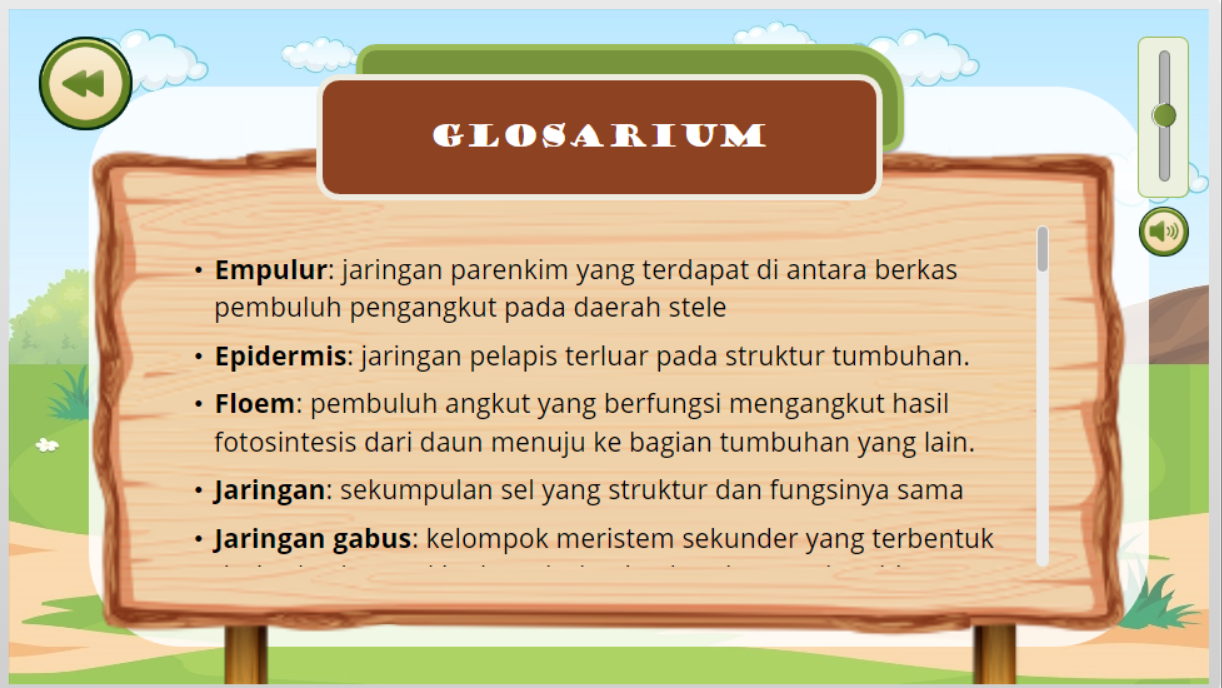 GLOSARIUM
• Empulur: jaringan parenkim yang terdapat di antara berkas
pembuluh pengangkut pada daerah stele
• Epidermis: jaringan pelapis terluar pada struktur tumbuhan.
• Floem: pembuluh angkut yang berfungsi mengangkut hasil
fotosintesis dari daun menuju ke bagian tumbuhan yang lain.
• Jaringan: sekumpulan sel yang struktur dan fungsinya sama
• Jaringan gabus: kelompok meristem sekunder yang terbentuk